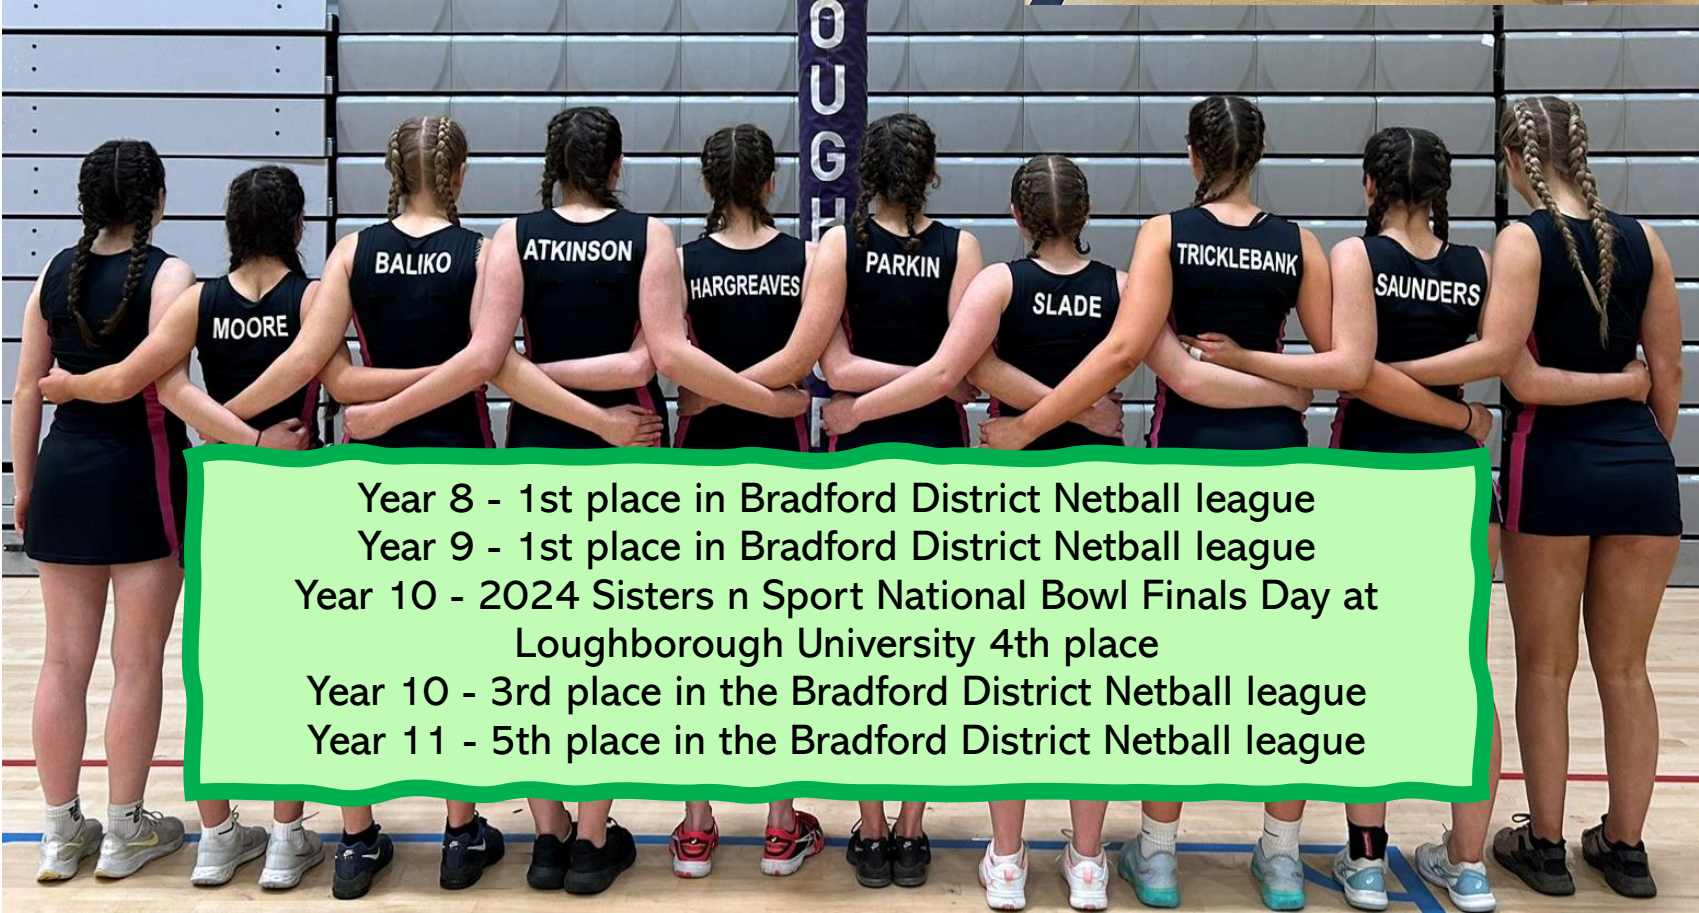 OUGH
BALIKO
ATKINSON
PARKIN
TRICKLEBANK
HARGREAVES
SAUNDERS
SLADE
MOORE
Year 8 - 1st place in Bradford District Netball league
Year 9 - 1st place in Bradford District Netball league
Year 10 - 2024 Sisters n Sport National Bowl Finals Day at
Loughborough University 4th place
Year 10 - 3rd place in the Bradford District Netball league
Year 11 - 5th place in the Bradford District Netball league